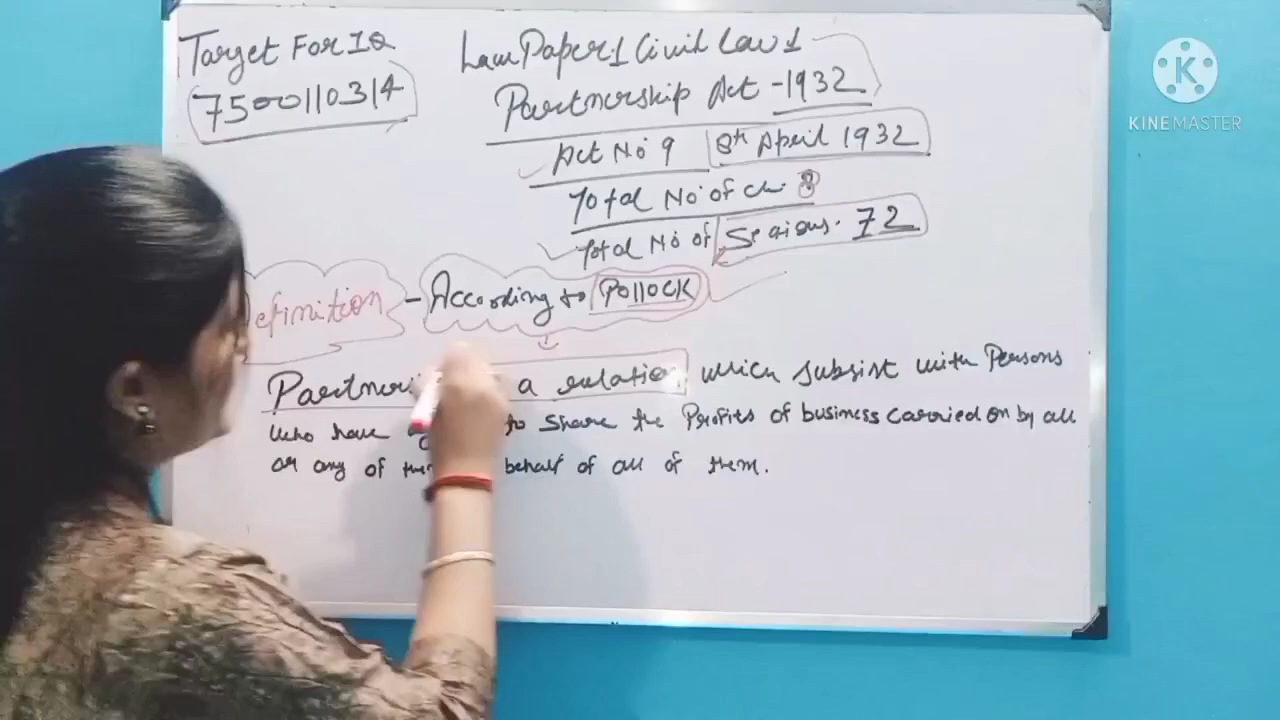 Target For IQ
7500110314
Law Paper 1 Civil Law 1
Partnership Act - 1932
Act No 9 8th April 1932
Total No of ch. 8
Total No of Sections. 72
efinition - According to Pollock
a relation which subsist with Persons
who have to share the Profits of business carried on by all
or any of behalf of all of them.
KINEMASTER